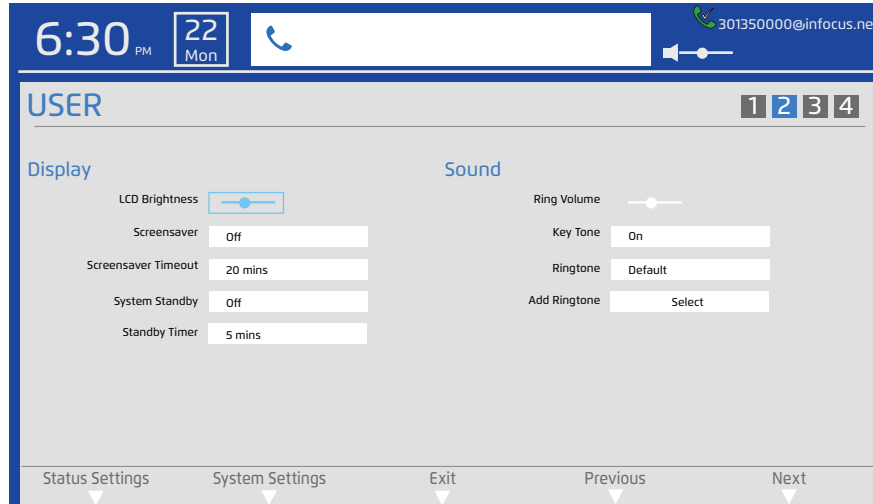 6:30 PM
22
Mon
301350000@infocus.ne
USER
1 2 3 4
Display
LCD Brightness
Screensaver Off
Screensaver Timeout 20 mins
System Standby Off
Standby Timer 5 mins
Sound
Ring Volume
Key Tone On
Ringtone Default
Add Ringtone Select
Status Settings System Settings Exit Previous Next